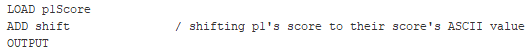 LOAD p1Score
ADD shift / shifting p1's score to their score's ASCII value
OUTPUT